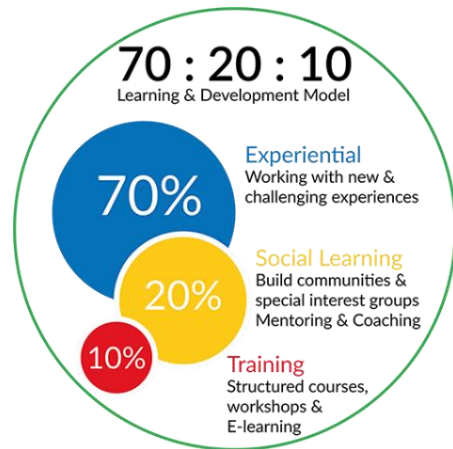 70 : 20 : 10
Learning & Development Model
70%
Experiential
Working with new &
challenging experiences
20%
Social Learning
Build communities &
special interest groups
Mentoring & Coaching
10%
Training
Structured courses,
workshops &
E-learning